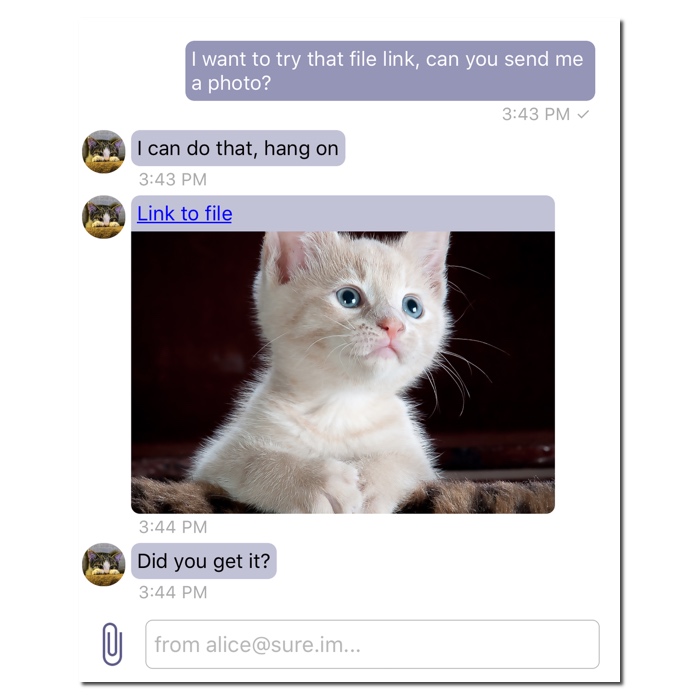 I want to try that file link, can you send me
a photo?
3:43 PM ✓
I can do that, hang on
3:43 PM
Link to file
3:44 PM
Did you get it?
3:44 PM
from alice@sure.im...